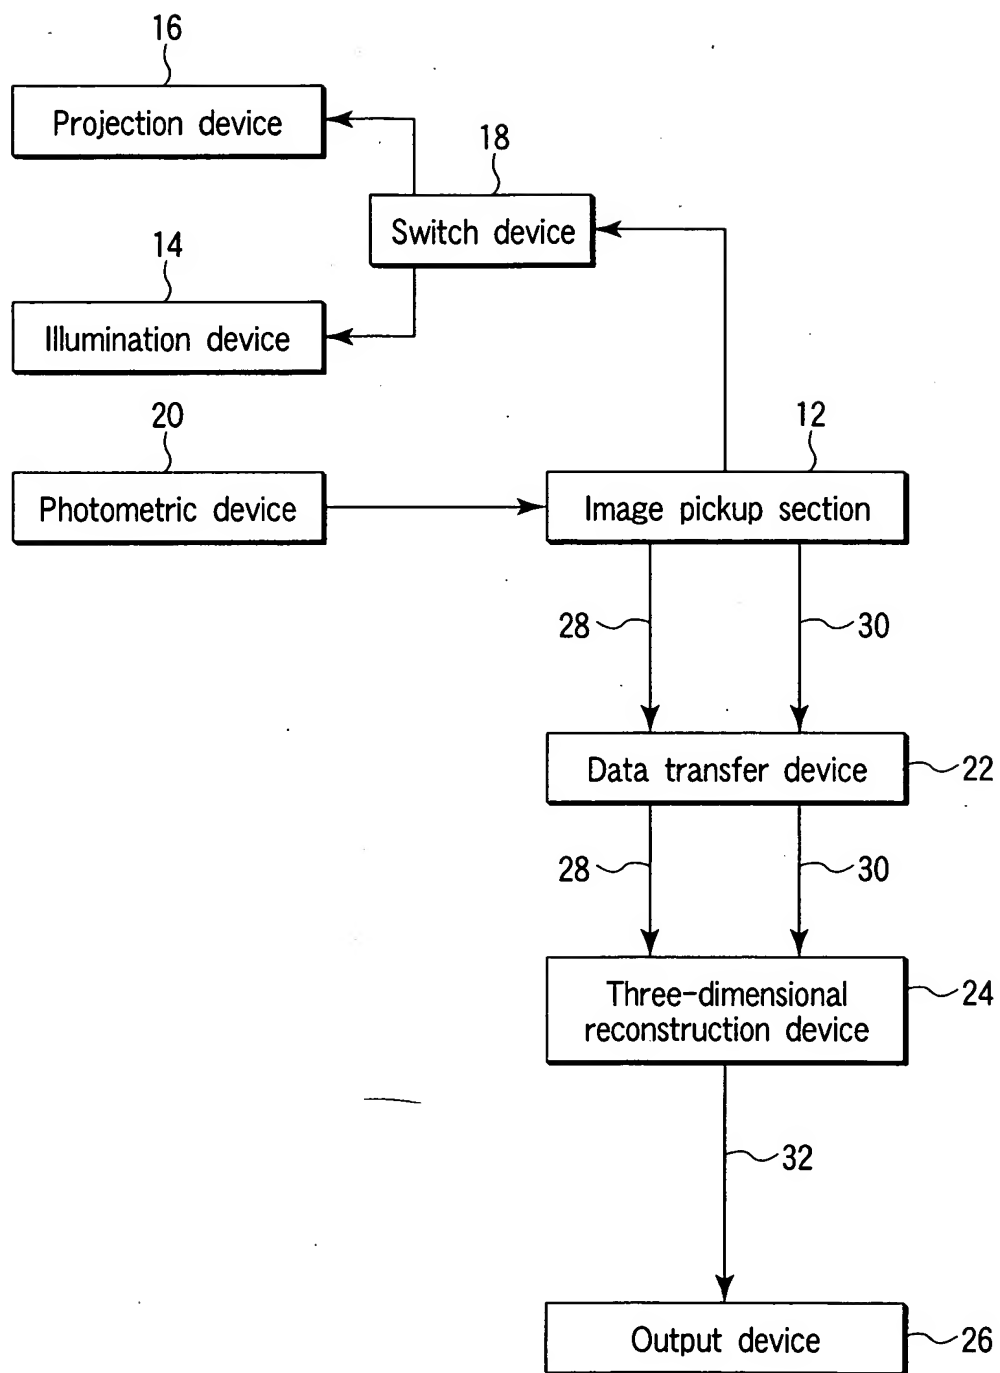 16
Projection device
18
Switch device
14
Illumination device
20
Photometric device
12
Image pickup section
28
30
Data transfer device
22
28
30
Three-dimensional
reconstruction device
24
32
Output device
26